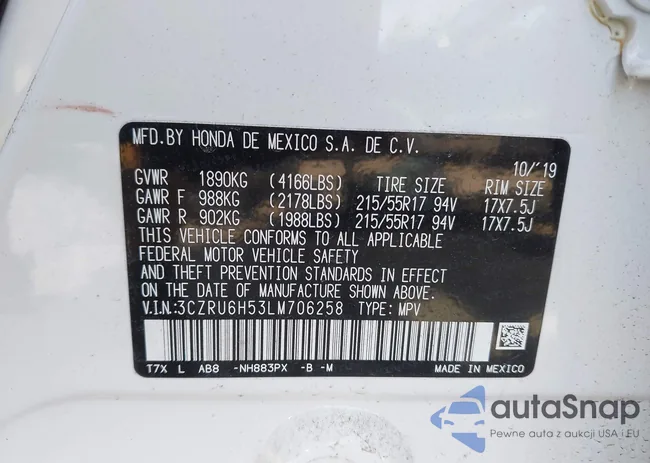 MFD.BY HONDA DE MEXICO S.A. DE C.V.
10/'19
GVWR 1890KG (4166LBS) TIRE SIZE RIM SIZE
GAWR F 988KG (2178LBS) 215/55R17 94V 17X7.5J
GAWR R 902KG (1988LBS) 215/55R17 94V 17X7.5J
THIS VEHICLE CONFORMS TO ALL APPLICABLE
FEDERAL MOTOR VEHICLE SAFETY
AND THEFT PREVENTION STANDARDS IN EFFECT
ON THE DATE OF MANUFACTURE SHOWN ABOVE.
V.I.N.:3CZRU6H53LM706258 TYPE: MPV
T7X L AB8 -NH883PX -B -M MADE IN MEXICO
autaSnap
Pewne auta z aukcji USA i EU